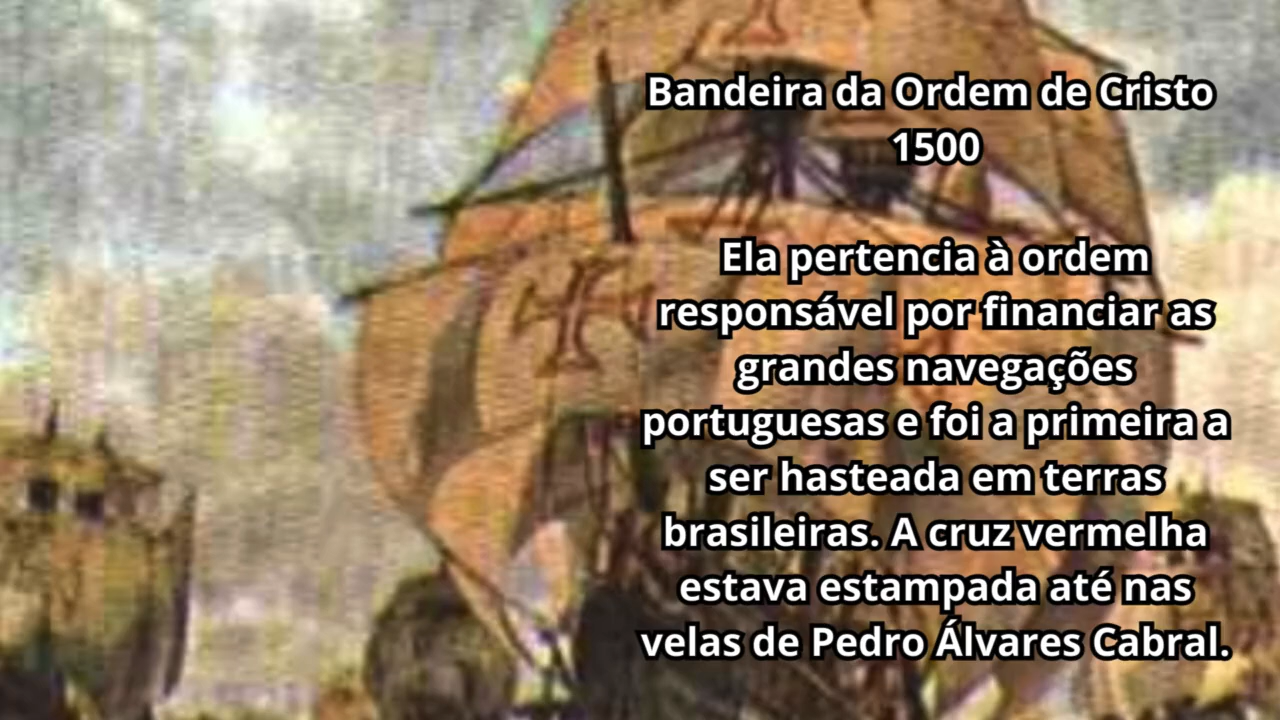 Bandeira da Ordem de Cristo
1500
Ela pertencia à ordem
responsável por financiar as
grandes navegações
portuguesas e foi a primeira a
ser hasteada em terras
brasileiras. A cruz vermelha
estava estampada até nas
velas de Pedro Álvares Cabral.